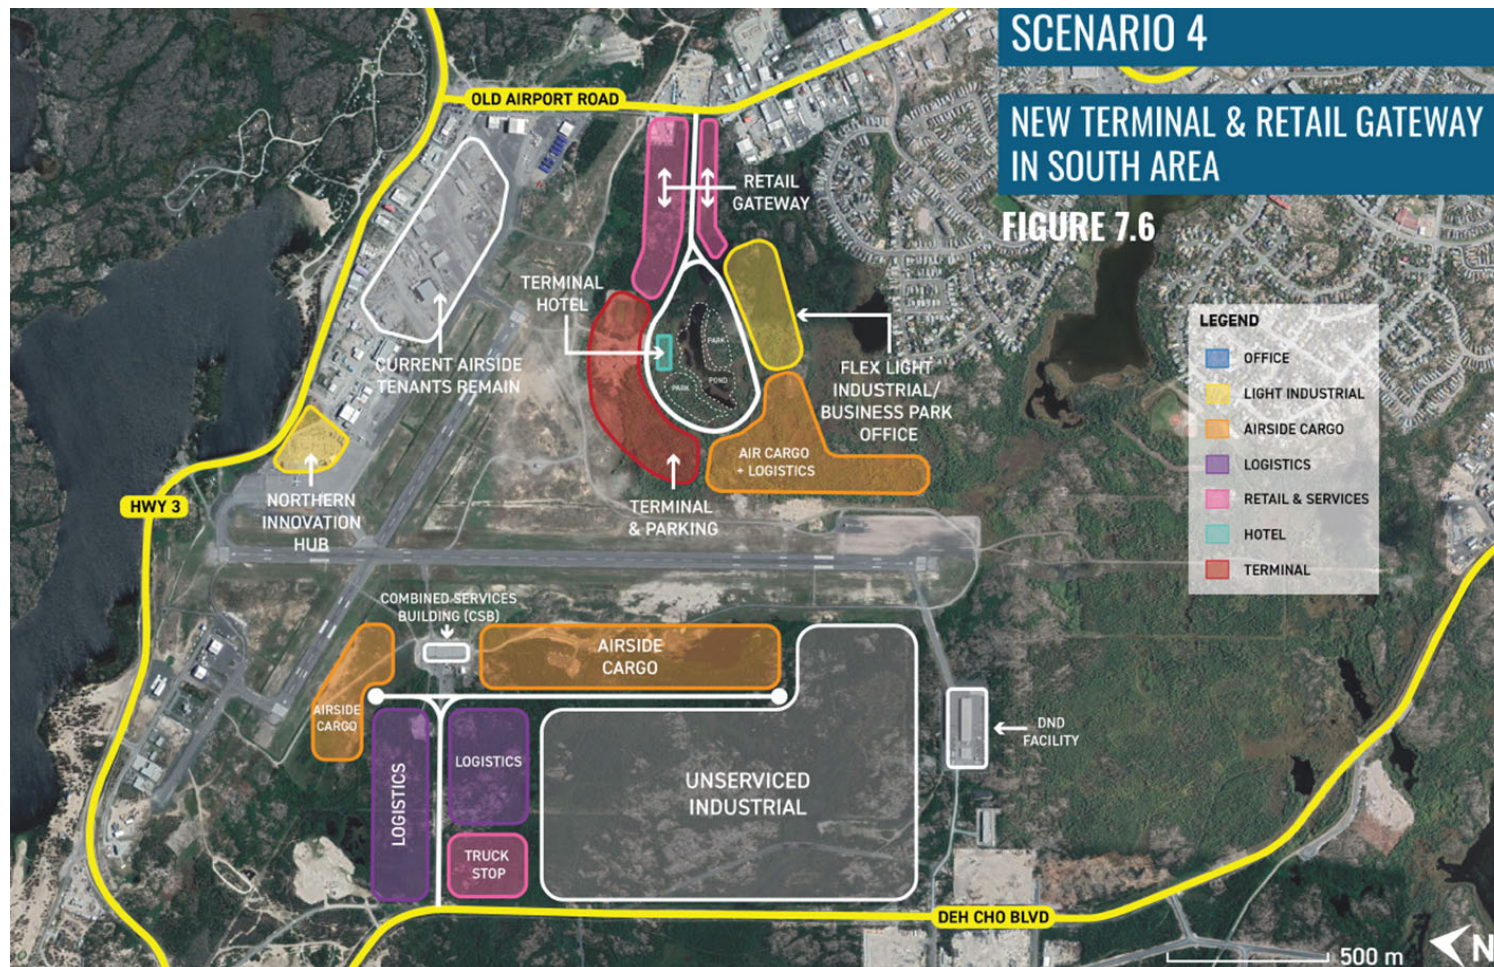 SCENARIO 4
NEW TERMINAL & RETAIL GATEWAY
IN SOUTH AREA
FIGURE 7.6
OLD AIRPORT ROAD
RETAIL
GATEWAY
TERMINAL
HOTEL
PARK
PARK
POND
CURRENT AIRSIDE
TENANTS REMAIN
FLEX LIGHT
INDUSTRIAL/
BUSINESS PARK
OFFICE
AIR CARGO
+ LOGISTICS
LEGEND
OFFICE
LIGHT INDUSTRIAL
AIRSIDE CARGO
LOGISTICS
RETAIL & SERVICES
HOTEL
TERMINAL
HWY 3
NORTHERN
INNOVATION
HUB
TERMINAL
& PARKING
COMBINED SERVICES
BUILDING (CSB)
AIRSIDE
CARGO
AIRSIDE
CARGO
LOGISTICS
LOGISTICS
TRUCK
STOP
UNSERVICED
INDUSTRIAL
DND
FACILITY
DEH CHO BLVD
500 m
N